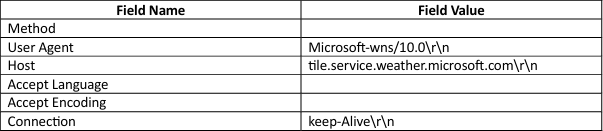 Field Name Field Value
Method
User Agent Microsoft-wns/10.0\r\n
Host tile.service.weather.microsoft.com\r\n
Accept Language
Accept Encoding
Connection keep-Alive\r\n